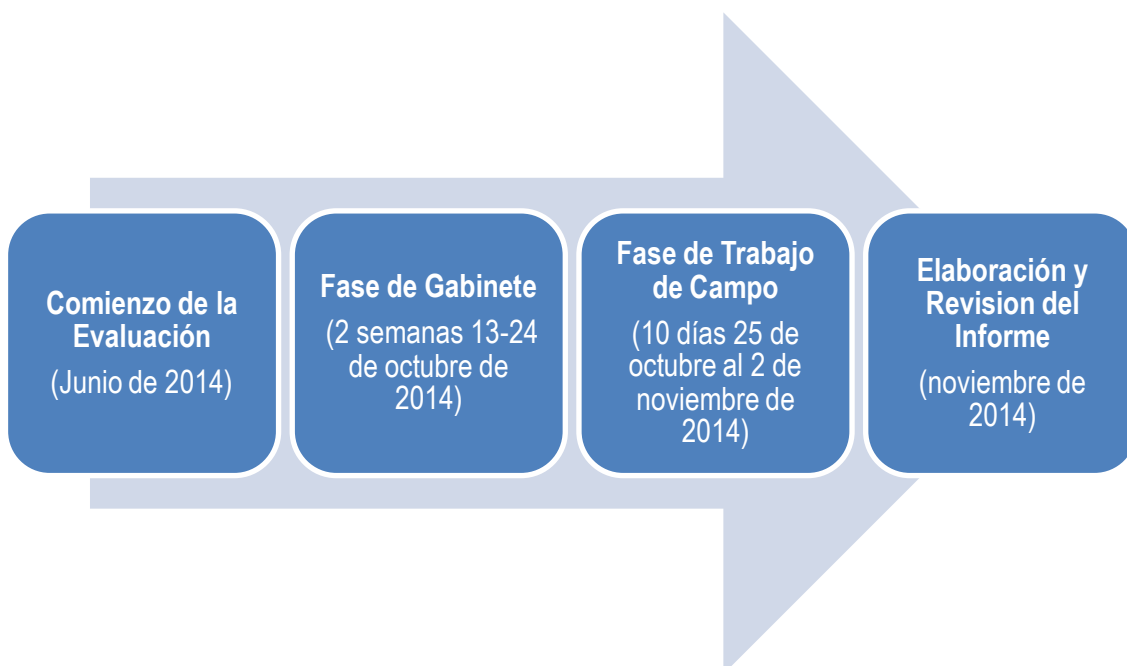 Comienzo de la
Evaluación
(Junio de 2014)
Fase de Gabinete
(2 semanas 13-24
de octubre de
2014)
Fase de Trabajo
de Campo
(10 días 25 de
octubre al 2 de
noviembre de
2014)
Elaboración y
Revision del
Informe
(noviembre de
2014)